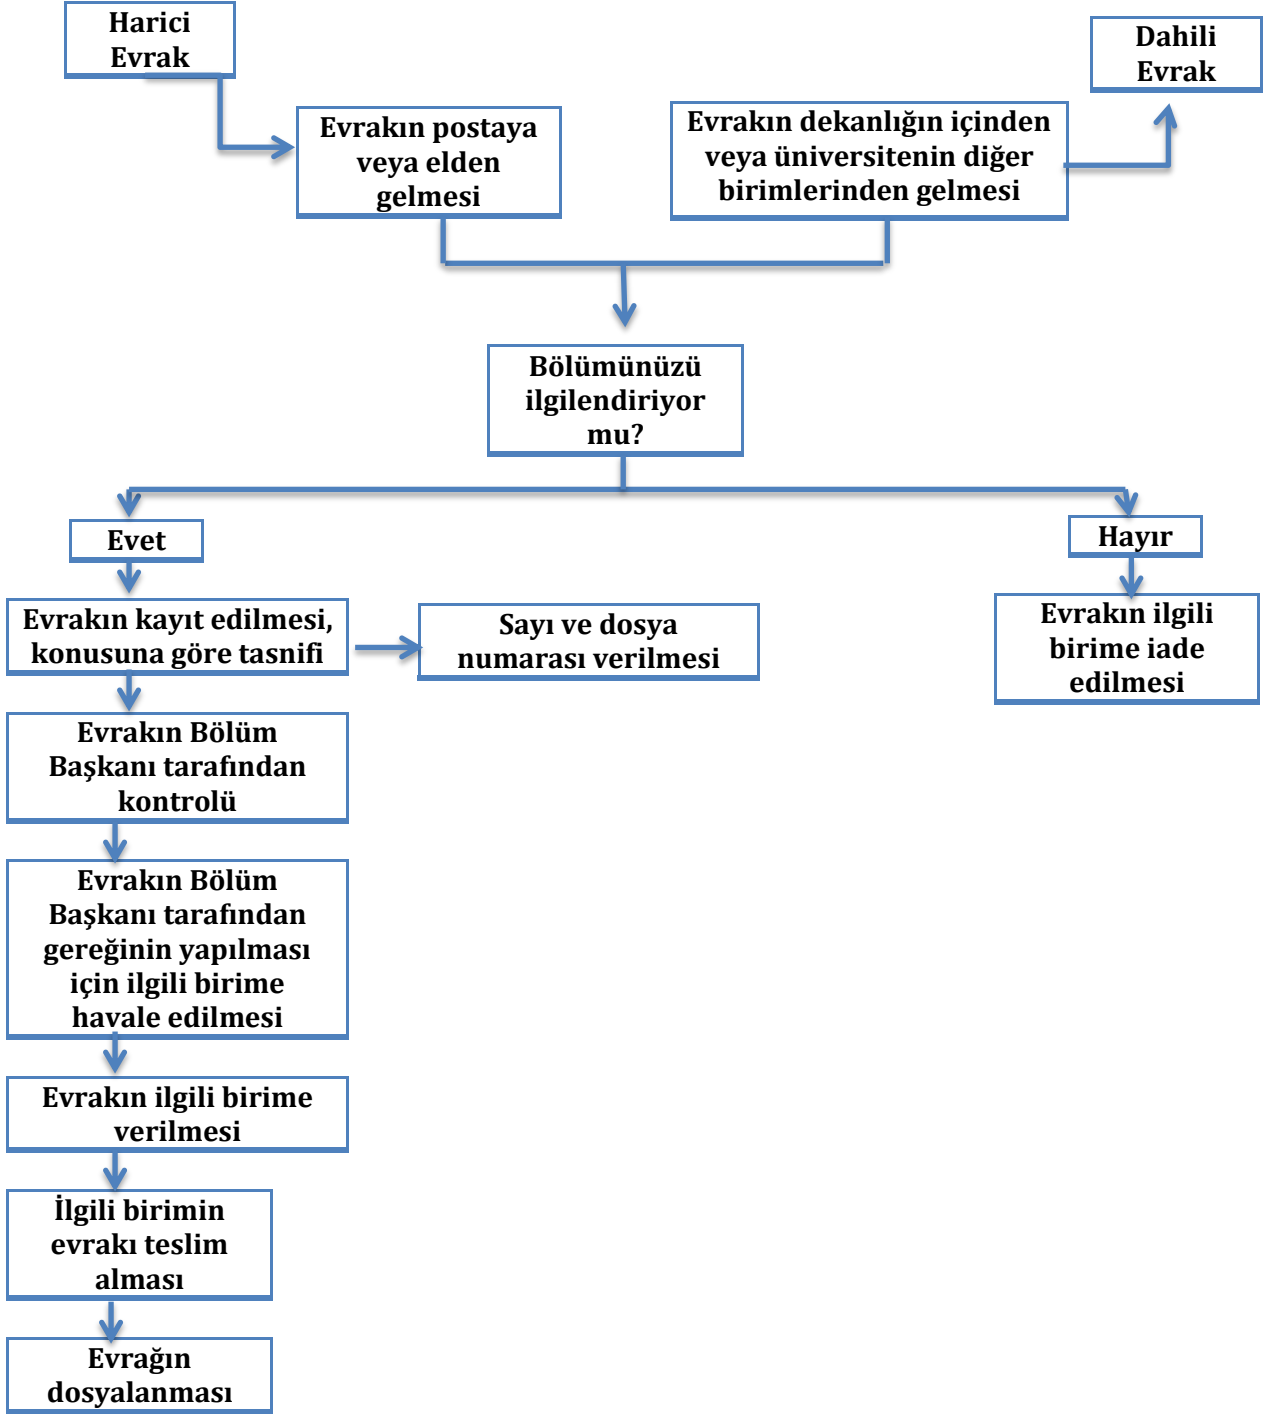 Harici
Evrak
Dahili
Evrak
Evrakın postaya
veya elden
gelmesi
Evrakın dekanlığın içinden
veya üniversitenin diğer
birimlerinden gelmesi
Bölümünüzü
ilgilendiriyor
mu?
Evet
Hayır
Evrakın kayıt edilmesi,
konusuna göre tasnifi
Sayı ve dosya
numarası verilmesi
Evrakın ilgili
birime iade
edilmesi
Evrakın Bölüm
Başkanı tarafından
kontrolü
Evrakın Bölüm
Başkanı tarafından
gereğinin yapılması
için ilgili birime
havale edilmesi
Evrakın ilgili birime
verilmesi
İlgili birimin
evrakı teslim
alması
Evrağın
dosyalanması